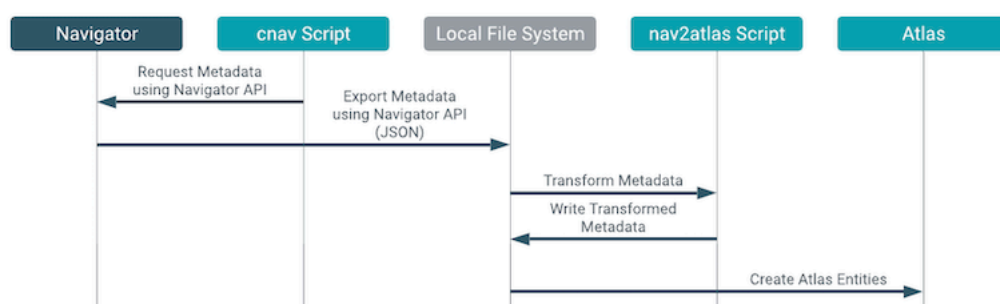 Navigator
cnav Script
Local File System
nav2atlas Script
Atlas
Request Metadata
using Navigator API
Export Metadata
using Navigator API
(JSON)
Transform Metadata
Write Transformed
Metadata
Create Atlas Entities